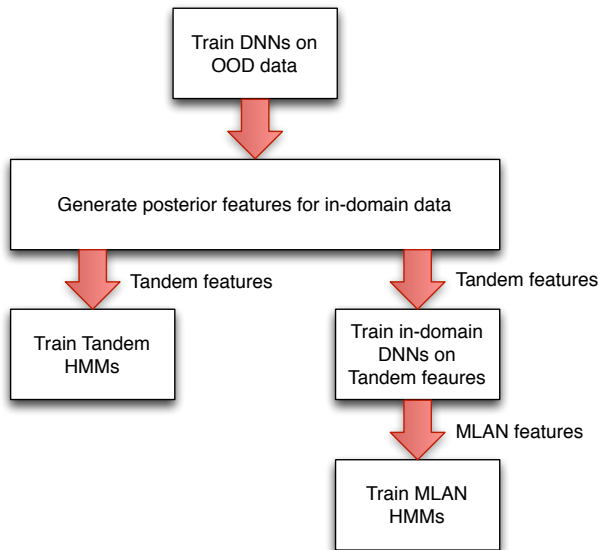 Train DNNs on
OOD data
Generate posterior features for in-domain data
Tandem features
Tandem features
Train Tandem
HMMs
Train in-domain
DNNs on
Tandem feaures
MLAN features
Train MLAN
HMMs